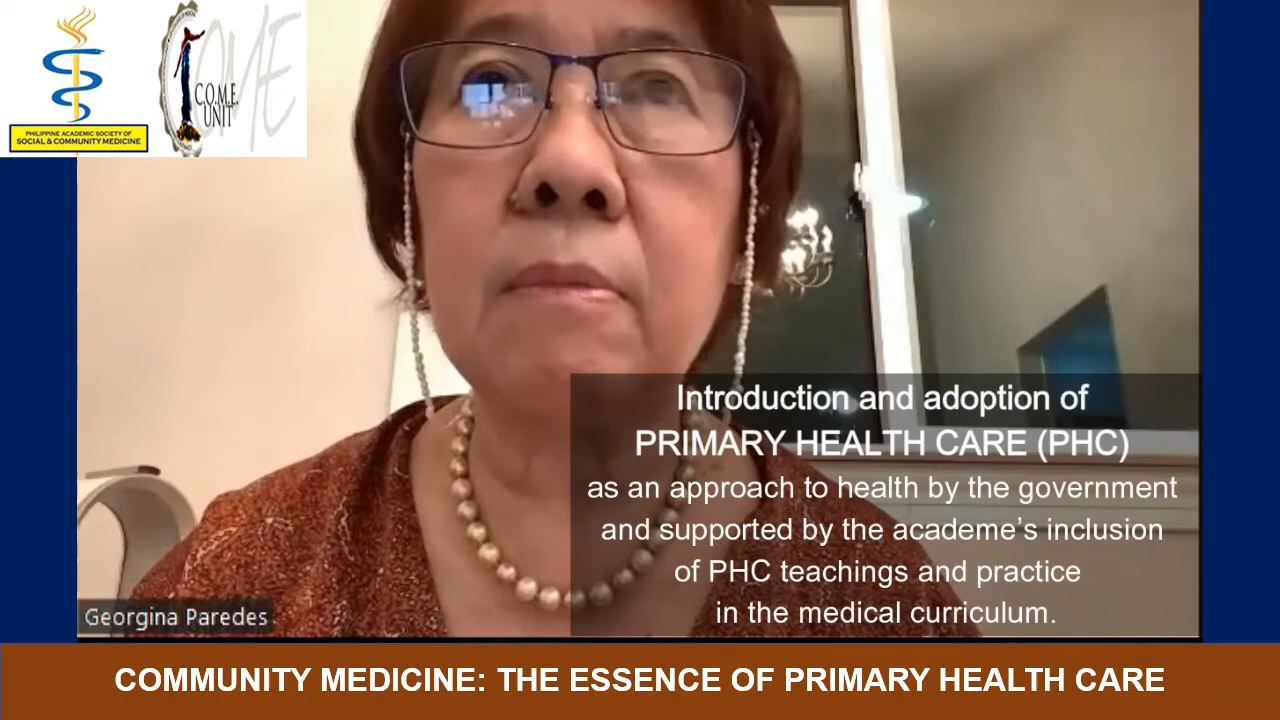 PHILIPPINE ACADEMIC SOCIETY OF
SOCIAL & COMMUNITY MEDICINE
COME
C.O.M.E.
UNIT
Introduction and adoption of
PRIMARY HEALTH CARE (PHC)
as an approach to health by the government
and supported by the academe’s inclusion
of PHC teachings and practice
in the medical curriculum.
Georgina Paredes
COMMUNITY MEDICINE: THE ESSENCE OF PRIMARY HEALTH CARE